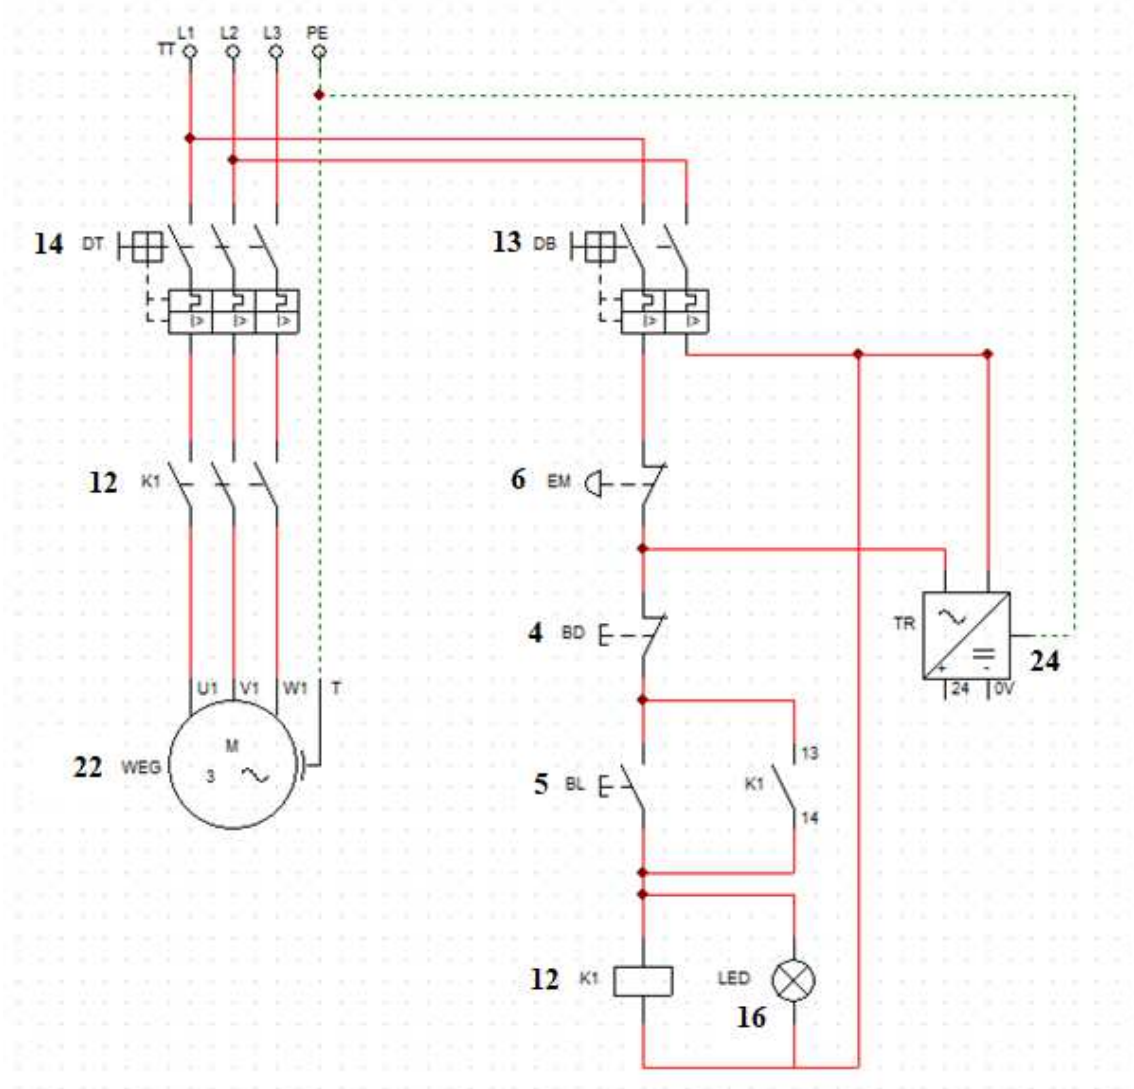 L1 L2 L3 PE
TT
14 DT
13 DB
I> I> I>
I> I>
12 K1
6 EM
4 BD
TR
24
+ -
24 0V
U1 V1 W1 T
M
3
22 WEG
13
5 BL
K1
14
12 K1
LED
16